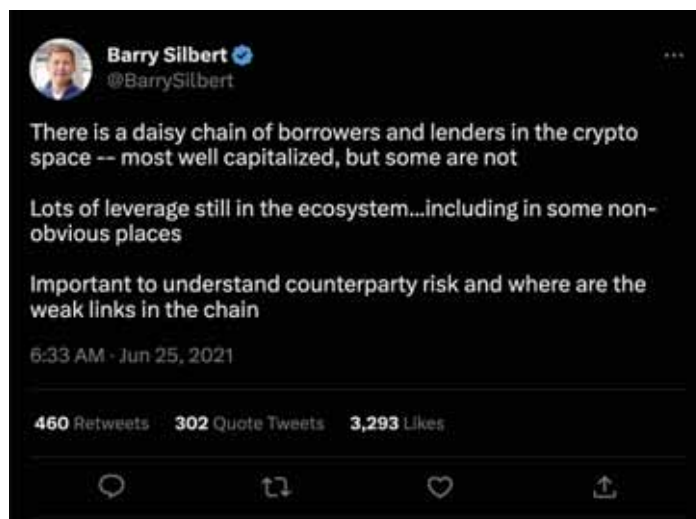 Barry Silbert
@BarrySilbert
There is a daisy chain of borrowers and lenders in the crypto
space -- most well capitalized, but some are not
Lots of leverage still in the ecosystem...including in some non-
obvious places
Important to understand counterparty risk and where are the
weak links in the chain
6:33 AM · Jun 25, 2021
460 Retweets 302 Quote Tweets 3,293 Likes